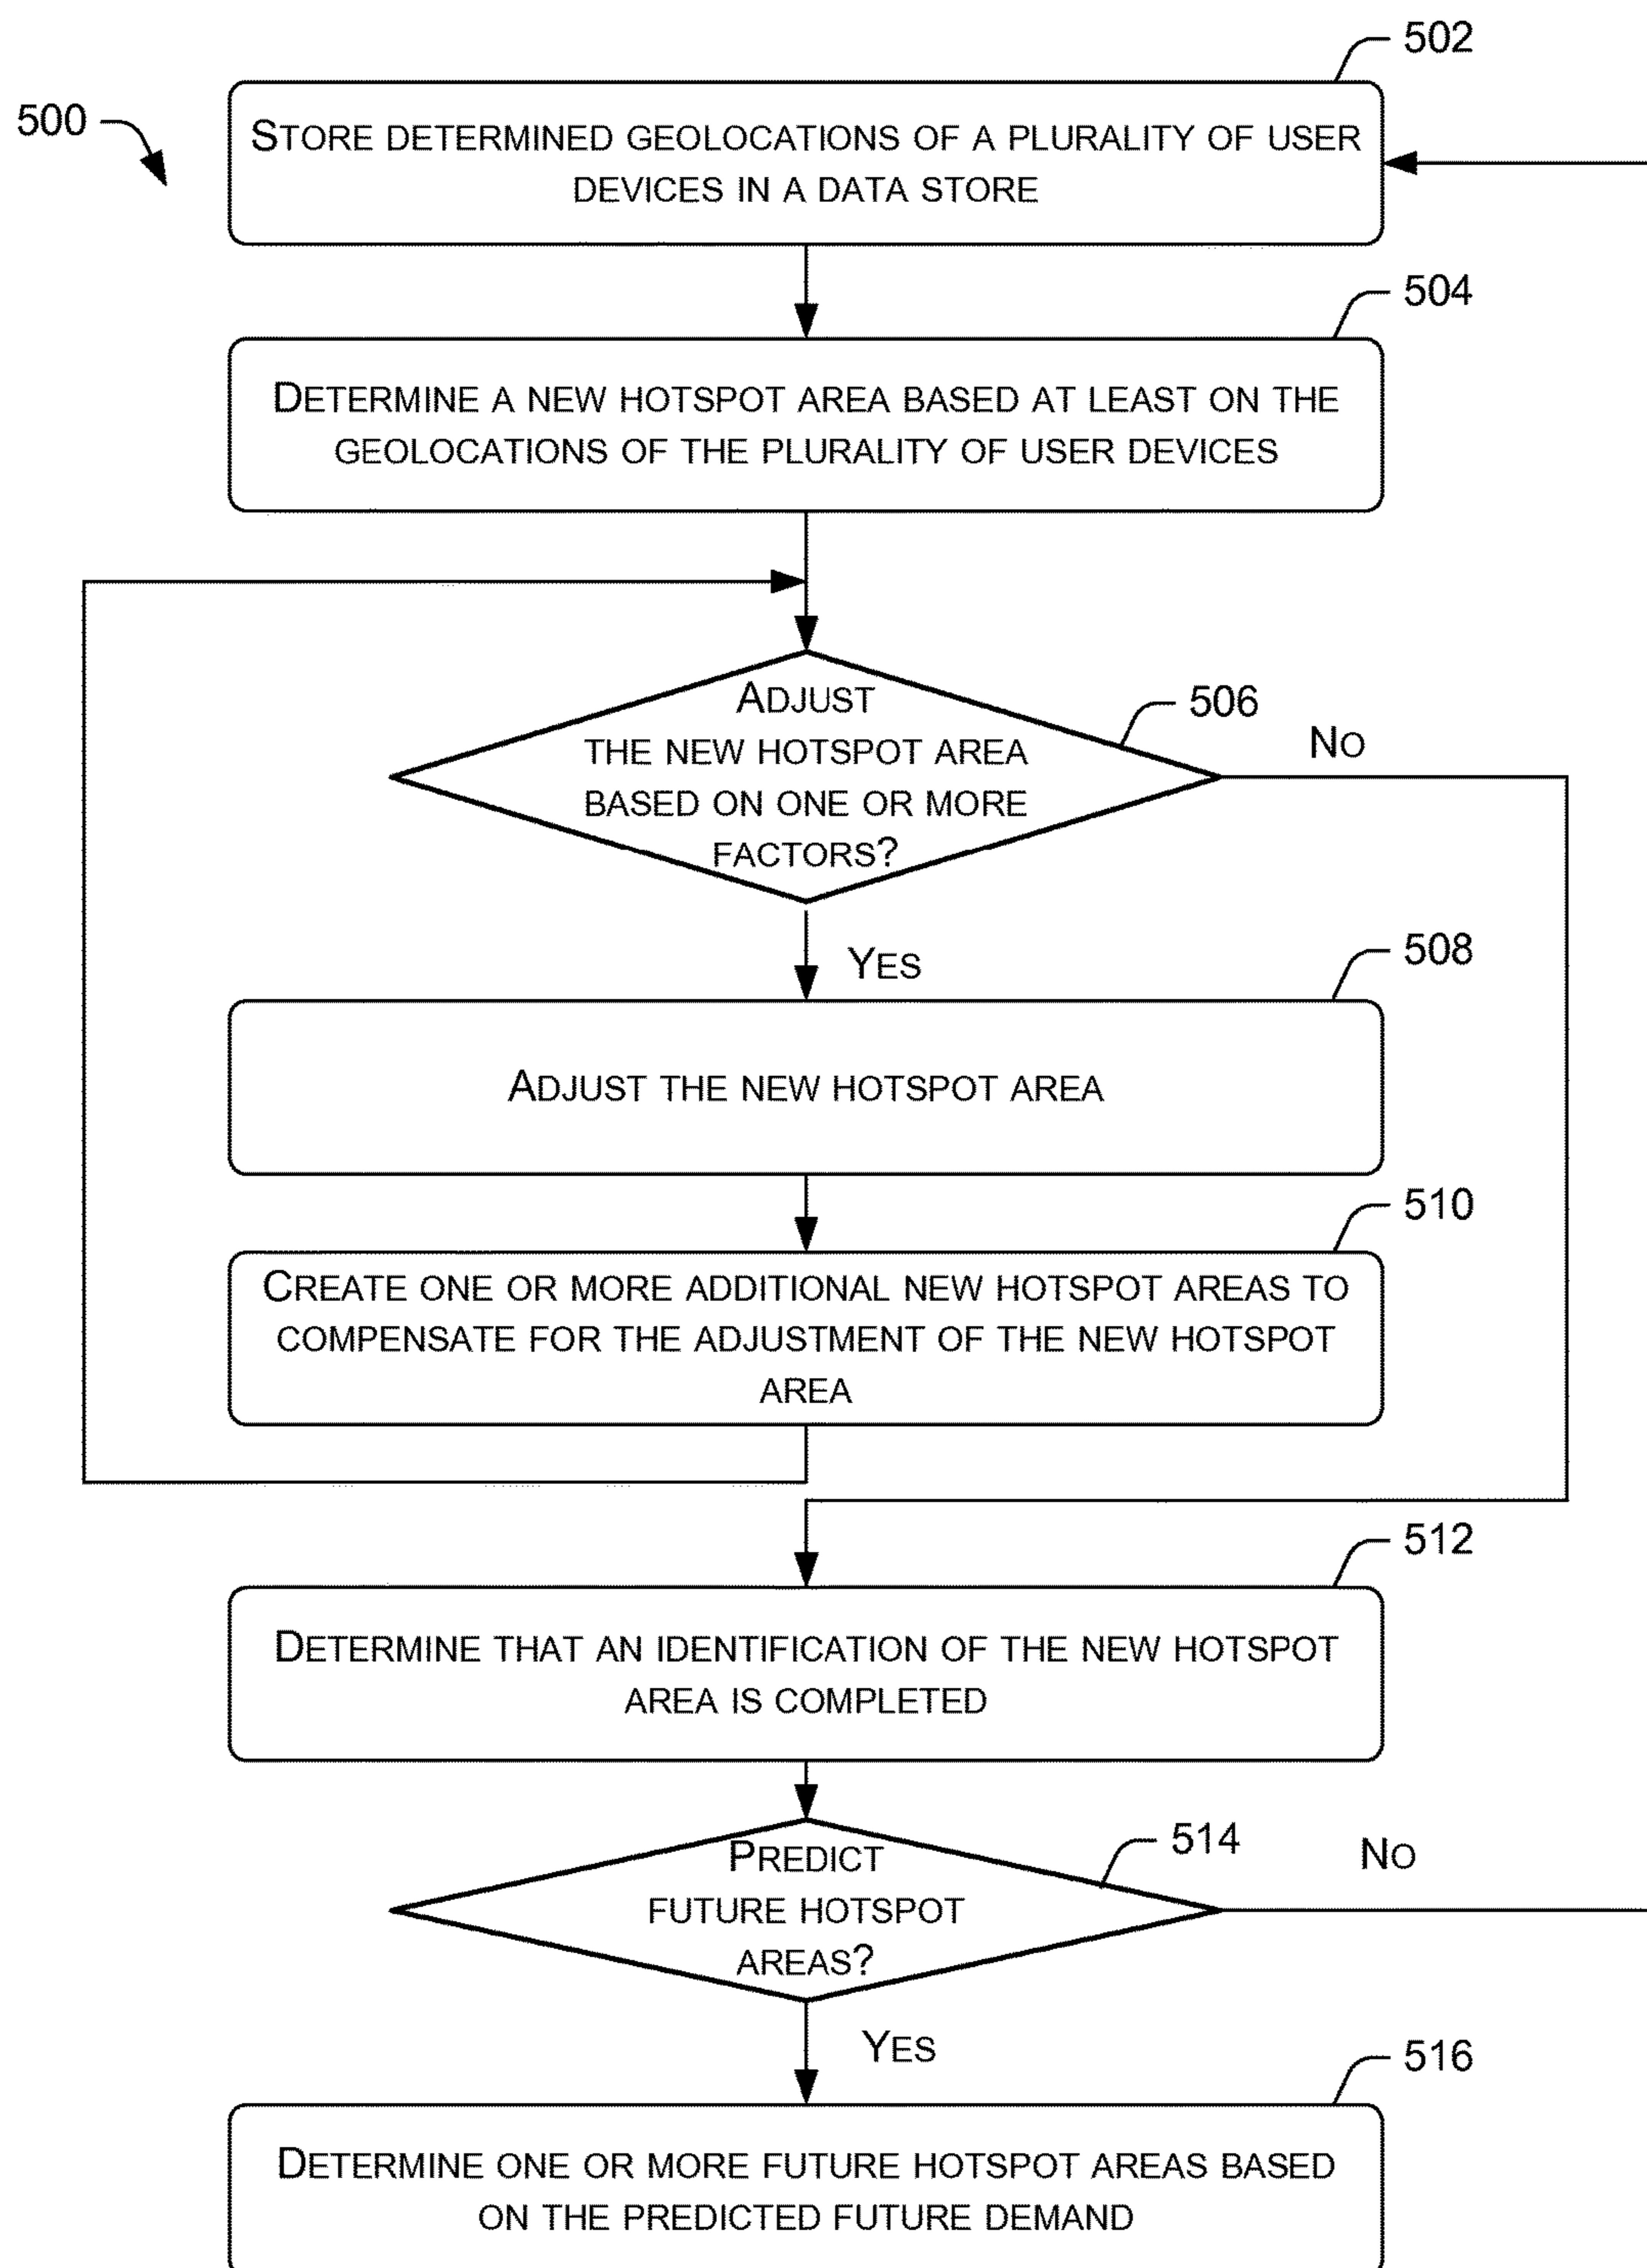 502
500
STORE DETERMINED GEOLOCATIONS OF A PLURALITY OF USER
DEVICES IN A DATA STORE
504
DETERMINE A NEW HOTSPOT AREA BASED AT LEAST ON THE
GEOLOCATIONS OF THE PLURALITY OF USER DEVICES
ADJUST
THE NEW HOTSPOT AREA
BASED ON ONE OR MORE
FACTORS?
506
NO
YES
508
ADJUST THE NEW HOTSPOT AREA
510
CREATE ONE OR MORE ADDITIONAL NEW HOTSPOT AREAS TO
COMPENSATE FOR THE ADJUSTMENT OF THE NEW HOTSPOT
AREA
512
DETERMINE THAT AN IDENTIFICATION OF THE NEW HOTSPOT
AREA IS COMPLETED
PREDICT
FUTURE HOTSPOT
AREAS?
514
NO
YES
516
DETERMINE ONE OR MORE FUTURE HOTSPOT AREAS BASED
ON THE PREDICTED FUTURE DEMAND